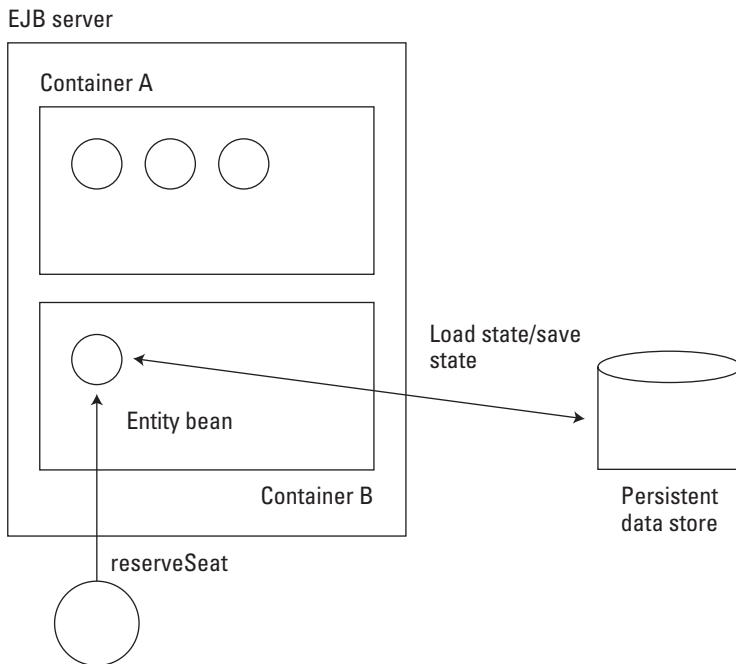 EJB server
Container A
Load state/save
state
Entity bean
Container B
Persistent
data store
reserveSeat